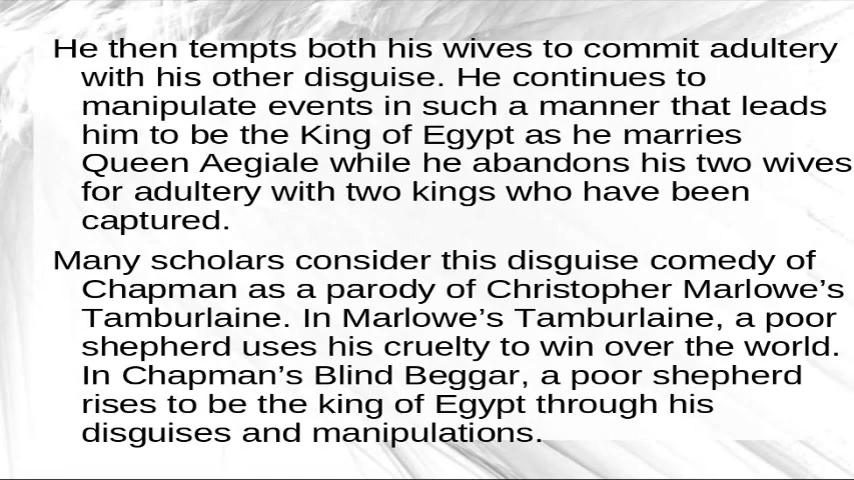 He then tempts both his wives to commit adultery
with his other disguise. He continues to
manipulate events in such a manner that leads
him to be the King of Egypt as he marries
Queen Aegiale while he abandons his two wives
for adultery with two kings who have been
captured.
Many scholars consider this disguise comedy of
Chapman as a parody of Christopher Marlowe’s
Tamburlaine. In Marlowe’s Tamburlaine, a poor
shepherd uses his cruelty to win over the world.
In Chapman’s Blind Beggar, a poor shepherd
rises to be the king of Egypt through his
disguises and manipulations.